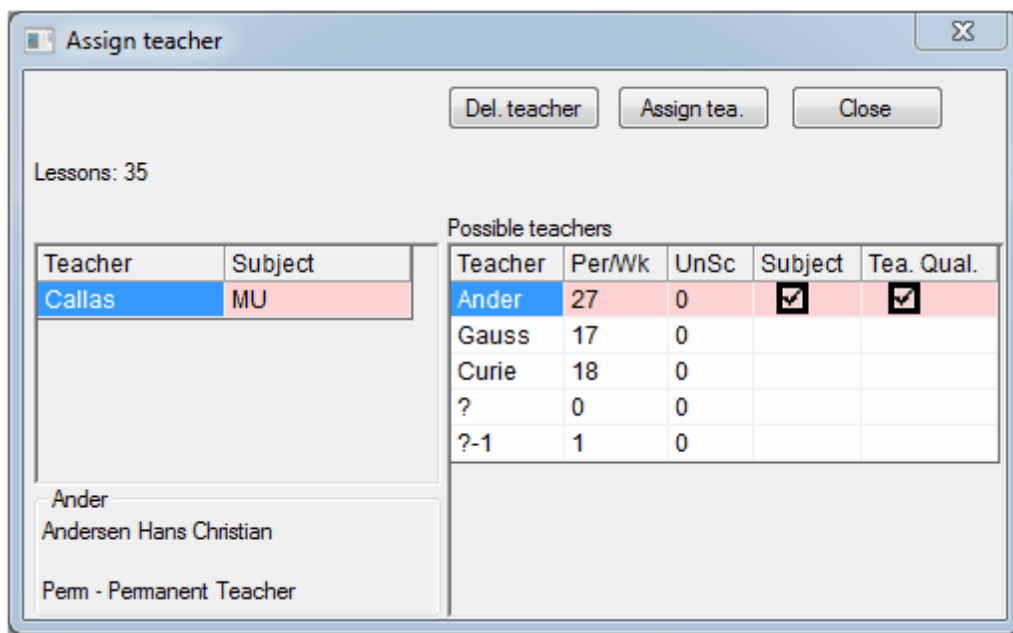 Assign teacher
Del. teacher Assign tea. Close
Lessons: 35
Possible teachers
Teacher Subject
Callas MU
Teacher Per/Wk UnSc Subject Tea. Qual.
Ander 27 0
Gauss 17 0
Curie 18 0
? 0 0
?-1 1 0
Ander
Andersen Hans Christian
Perm - Permanent Teacher